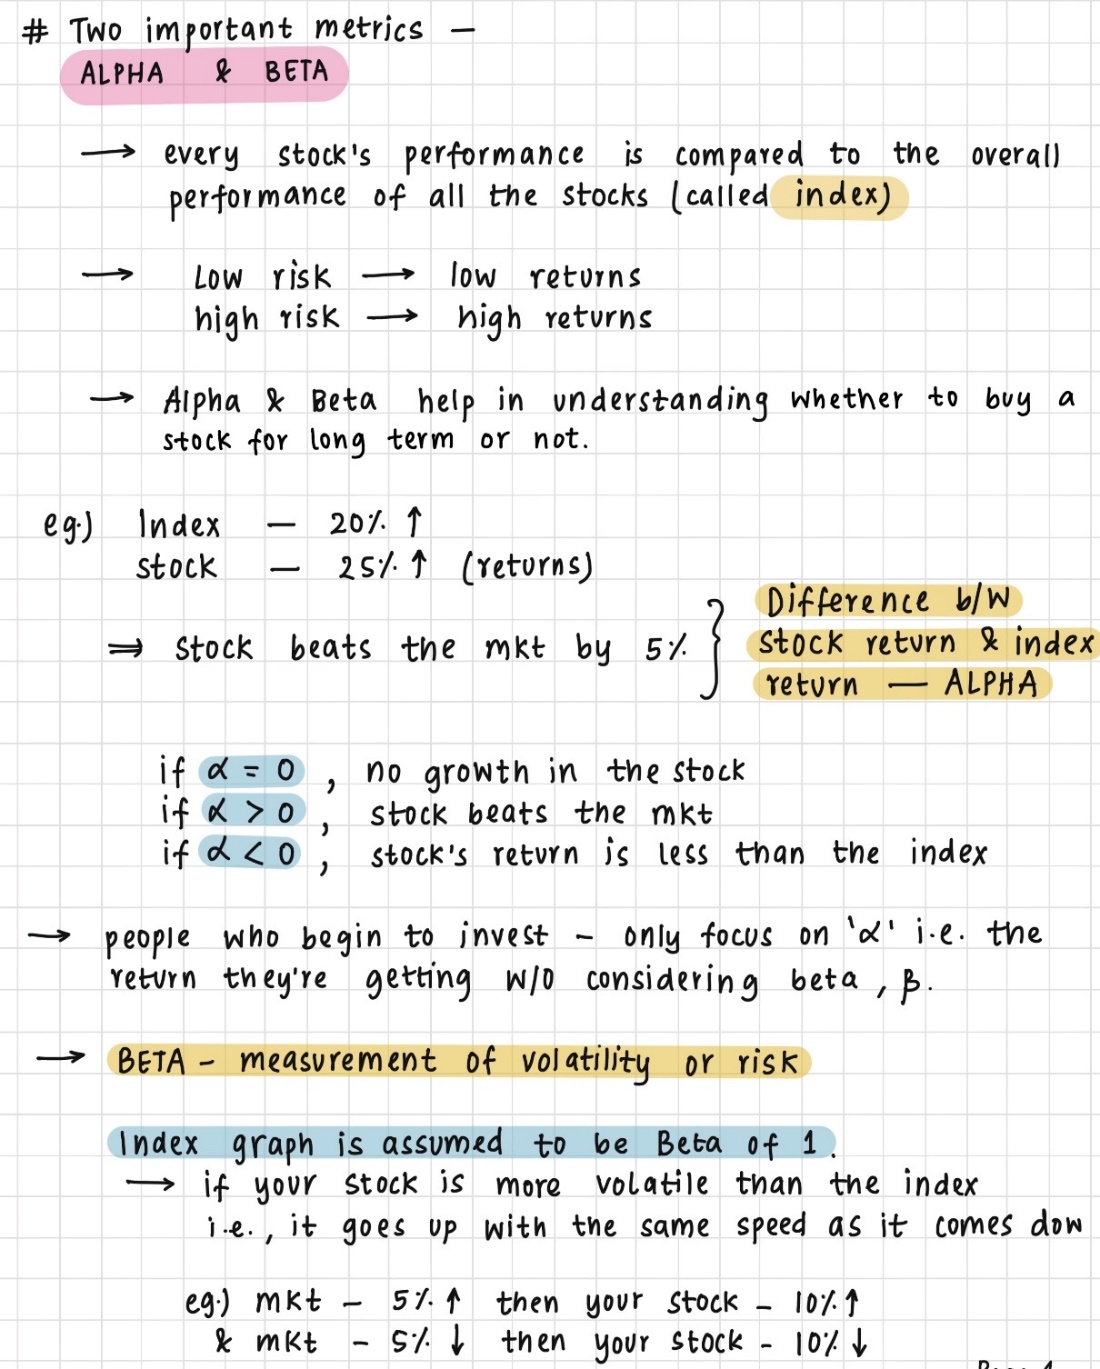 # Two important metrics —
ALPHA & BETA
→ every stock's performance is compared to the overall
performance of all the stocks (called index)
→ Low risk → low returns
high risk → high returns
→ Alpha & Beta help in understanding whether to buy a
stock for long term or not.
eg.) Index — 20% ↑
stock — 25% ↑ (returns)
⇒ Stock beats the mkt by 5% } Difference b/w
stock return & index
return — ALPHA
if α = 0 , no growth in the stock
if α > 0 , stock beats the mkt
if α < 0 , stock's return is less than the index
→ people who begin to invest - only focus on 'α' i.e. the
return they're getting w/o considering beta , β.
→ BETA - measurement of volatility or risk
Index graph is assumed to be Beta of 1.
→ if your stock is more volatile than the index
i.e., it goes up with the same speed as it comes dow
eg.) mkt - 5% ↑ then your stock - 10% ↑
& mkt - 5% ↓ then your stock - 10% ↓